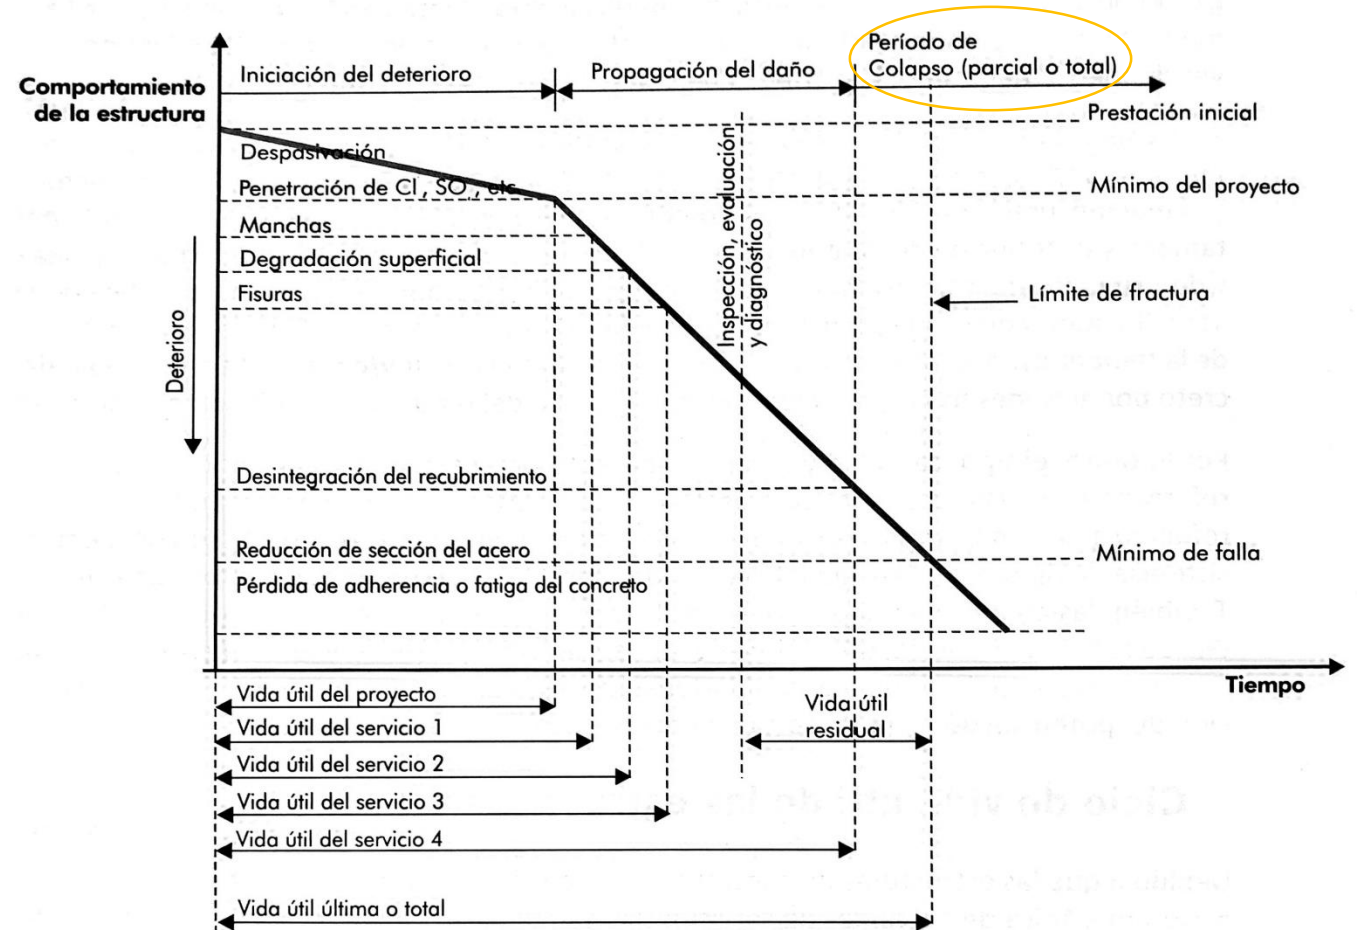 Período de
Colapso (parcial o total)
Iniciación del deterioro
Propagación del daño
Comportamiento
de la estructura
Prestación inicial
Despasivación
Penetración de Cl, SO, etc.
Mínimo del proyecto
Manchas
Degradación superficial
Fisuras
Inspección, evaluación
y diagnóstico
Límite de fractura
Deterioro
Desintegración del recubrimiento
Reducción de sección del acero
Mínimo de falla
Pérdida de adherencia o fatiga del concreto
Tiempo
Vida útil del proyecto
Vida útil
residual
Vida útil del servicio 1
Vida útil del servicio 2
Vida útil del servicio 3
Vida útil del servicio 4
Vida útil última o total